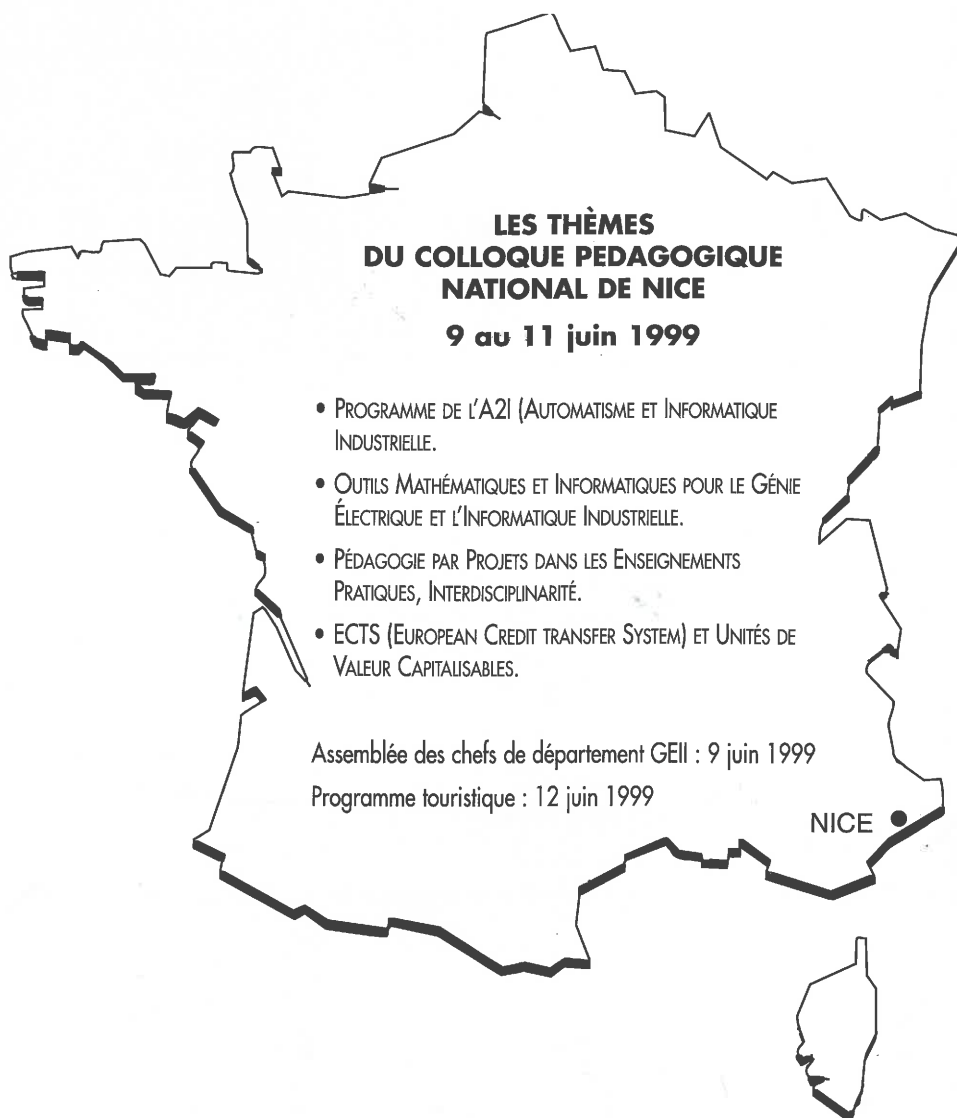 LES THÈMES
DU COLLOQUE PEDAGOGIQUE
NATIONAL DE NICE
9 au 11 juin 1999
• PROGRAMME DE L'A2I (AUTOMATISME ET INFORMATIQUE
INDUSTRIELLE.
• OUTILS MATHÉMATIQUES ET INFORMATIQUES POUR LE GÉNIE
ÉLECTRIQUE ET L'INFORMATIQUE INDUSTRIELLE.
• PÉDAGOGIE PAR PROJETS DANS LES ENSEIGNEMENTS
PRATIQUES, INTERDISCIPLINARITÉ.
• ECTS (EUROPEAN CREDIT TRANSFER SYSTEM) ET UNITÉS DE
VALEUR CAPITALISABLES.
Assemblée des chefs de département GEII : 9 juin 1999
Programme touristique : 12 juin 1999
NICE